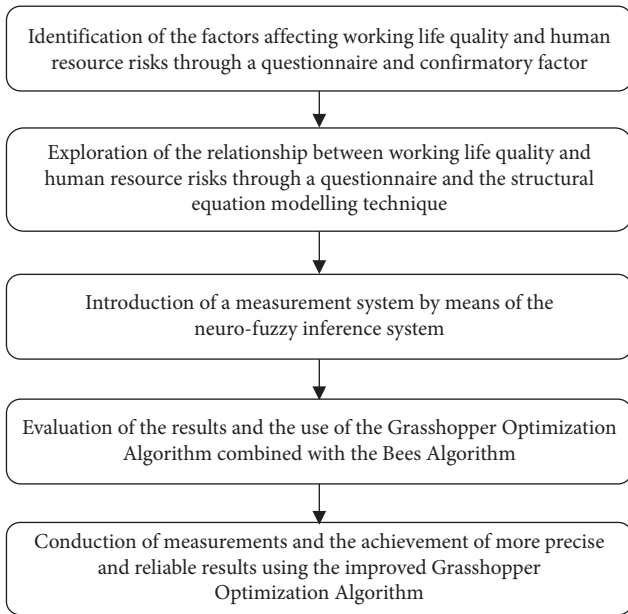 Identification of the factors affecting working life quality and human
resource risks through a questionnaire and confirmatory factor
Exploration of the relationship between working life quality and
human resource risks through a questionnaire and the structural
equation modelling technique
Introduction of a measurement system by means of the
neuro-fuzzy inference system
Evaluation of the results and the use of the Grasshopper Optimization
Algorithm combined with the Bees Algorithm
Conduction of measurements and the achievement of more precise
and reliable results using the improved Grasshopper
Optimization Algorithm